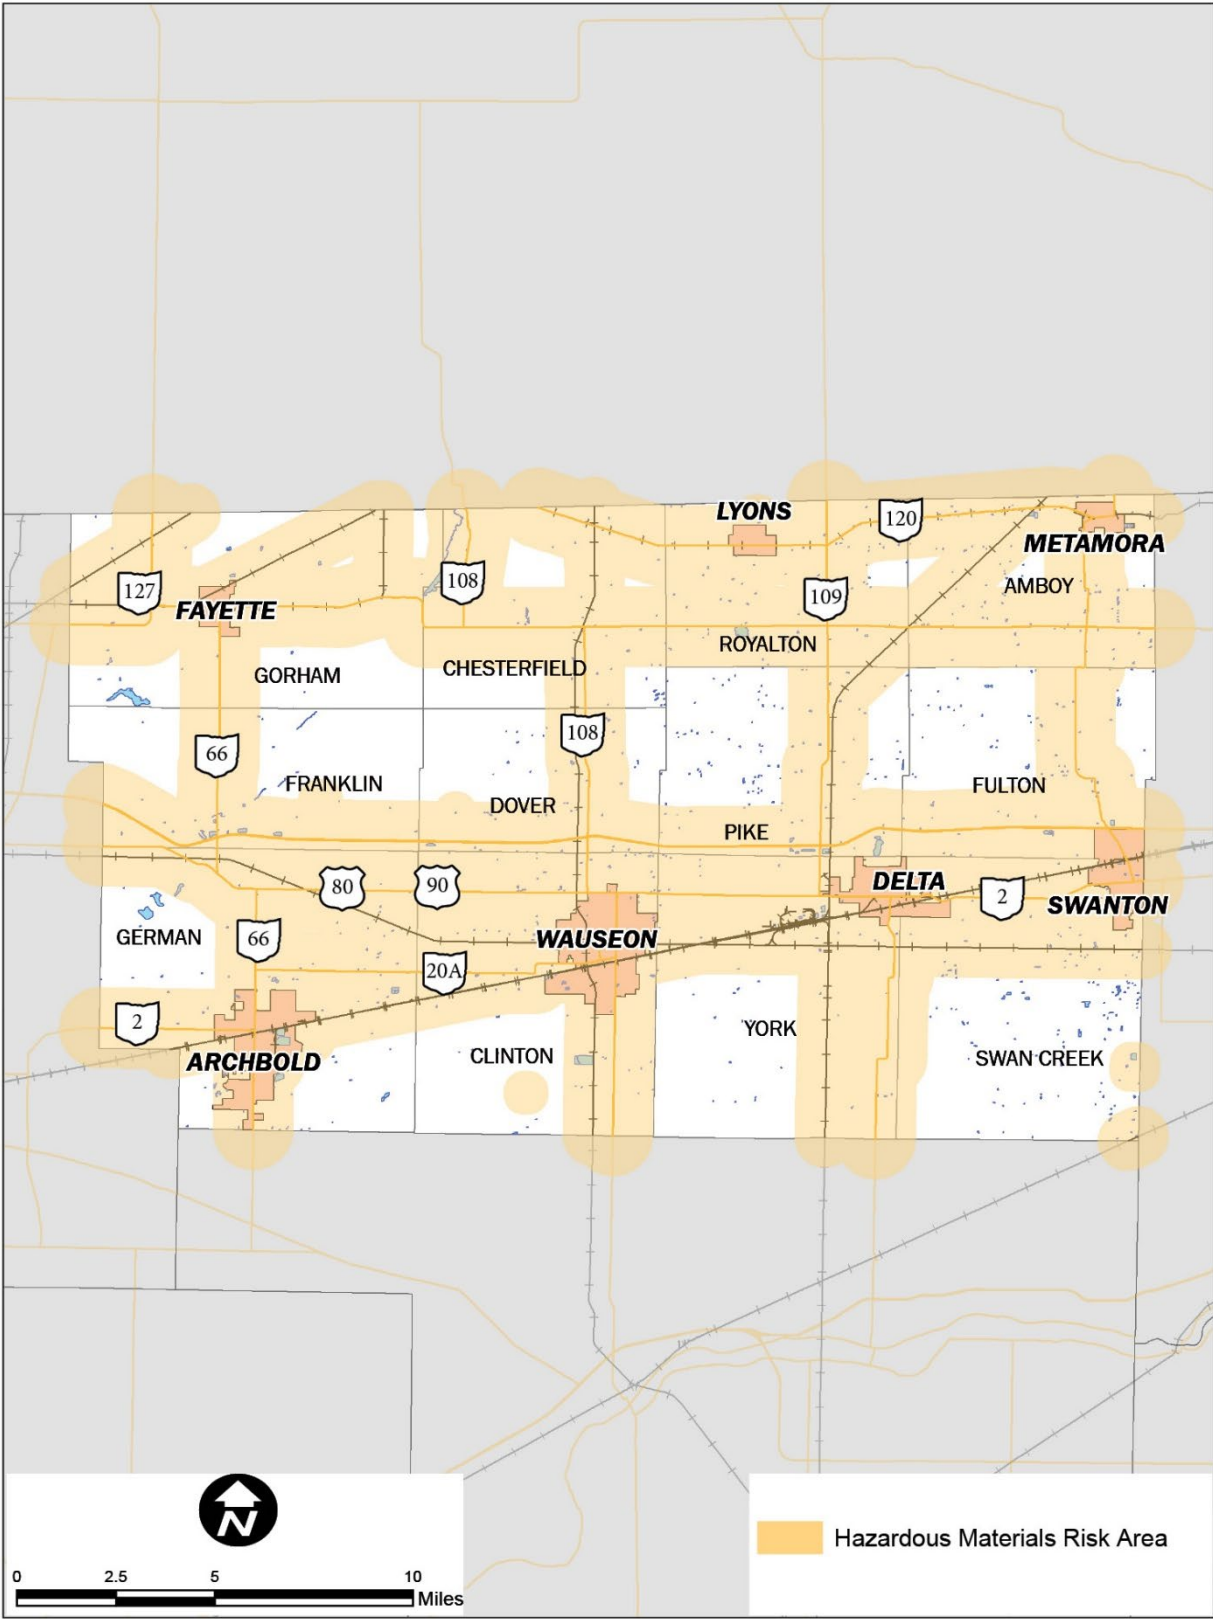 LYONS
120
METAMORA
127
108
AMBOY
FAYETTE
109
ROYALTON
GORHAM
CHESTERFIELD
66
108
FRANKLIN
FULTON
DOVER
PIKE
80
90
DELTA
2
SWANTON
GERMAN
66
WAUSEON
20A
2
YORK
ARCHBOLD
CLINTON
SWAN CREEK
N
Hazardous Materials Risk Area
0 2.5 5 10
Miles